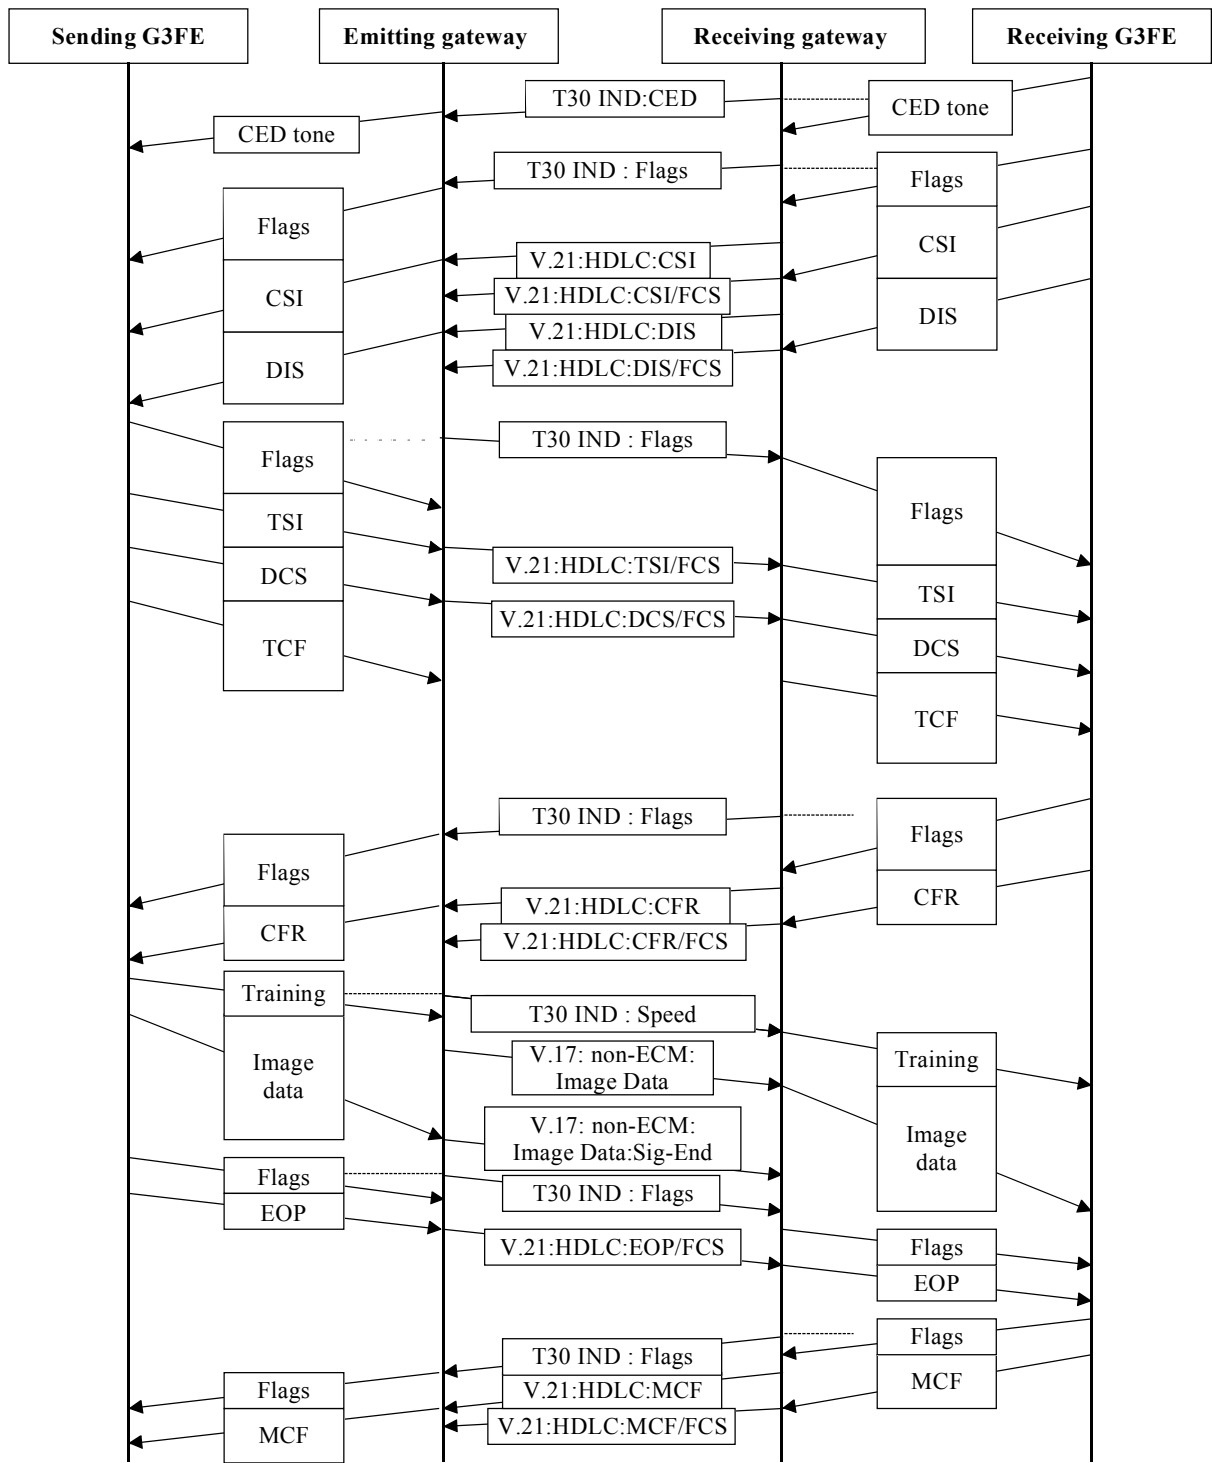 Sending G3FE
Emitting gateway
Receiving gateway
Receiving G3FE
T30 IND:CED
CED tone
CED tone
T30 IND : Flags
Flags
Flags
CSI
V.21:HDLC:CSI
CSI
V.21:HDLC:CSI/FCS
DIS
V.21:HDLC:DIS
DIS
V.21:HDLC:DIS/FCS
T30 IND : Flags
Flags
Flags
TSI
V.21:HDLC:TSI/FCS
DCS
TSI
V.21:HDLC:DCS/FCS
TCF
DCS
TCF
T30 IND : Flags
Flags
Flags
CFR
V.21:HDLC:CFR
CFR
V.21:HDLC:CFR/FCS
Training
T30 IND : Speed
Training
V.17: non-ECM:
Image Data
Image
data
V.17: non-ECM:
Image Data:Sig-End
Image
data
Flags
T30 IND : Flags
EOP
V.21:HDLC:EOP/FCS
Flags
EOP
Flags
T30 IND : Flags
MCF
Flags
V.21:HDLC:MCF
V.21:HDLC:MCF/FCS
MCF